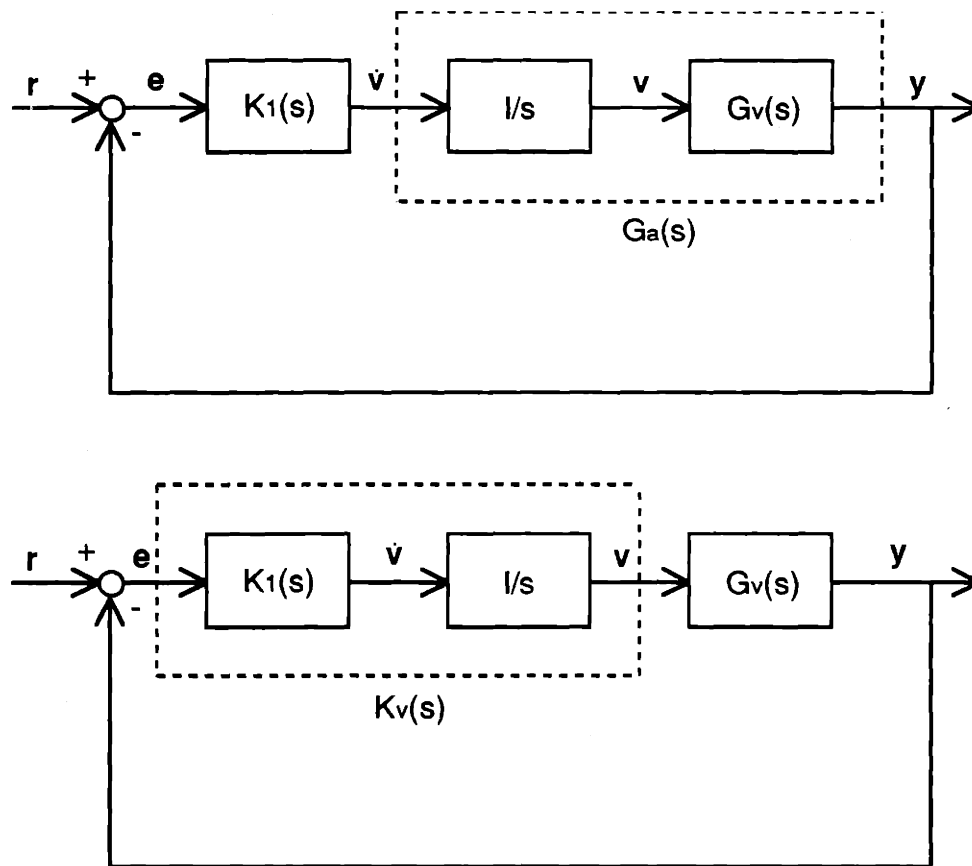 r + e K1(s) v̇ I/s v Gv(s) y
-
Ga(s)
r + e K1(s) v̇ I/s v Gv(s) y
-
Kv(s)